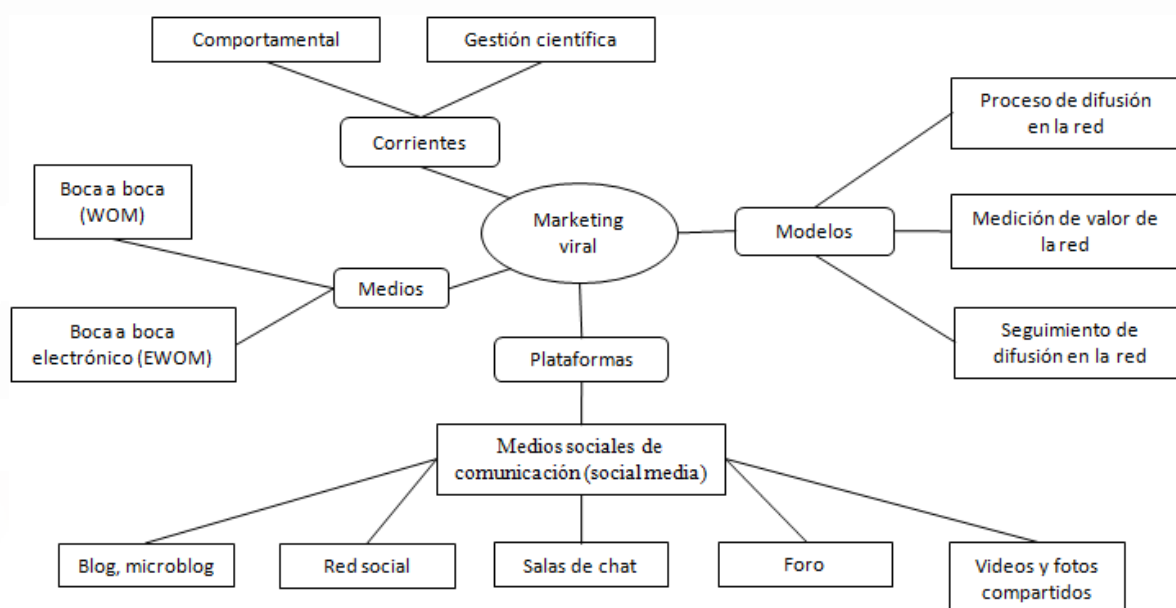 Comportamental
Gestión científica
Corrientes
Proceso de difusión
en la red
Boca a boca
(WOM)
Marketing
viral
Modelos
Medición de valor de
la red
Medios
Boca a boca
electrónico (EWOM)
Seguimiento de
difusión en la red
Plataformas
Medios sociales de
comunicación (social media)
Blog, microblog
Red social
Salas de chat
Foro
Videos y fotos
compartidos